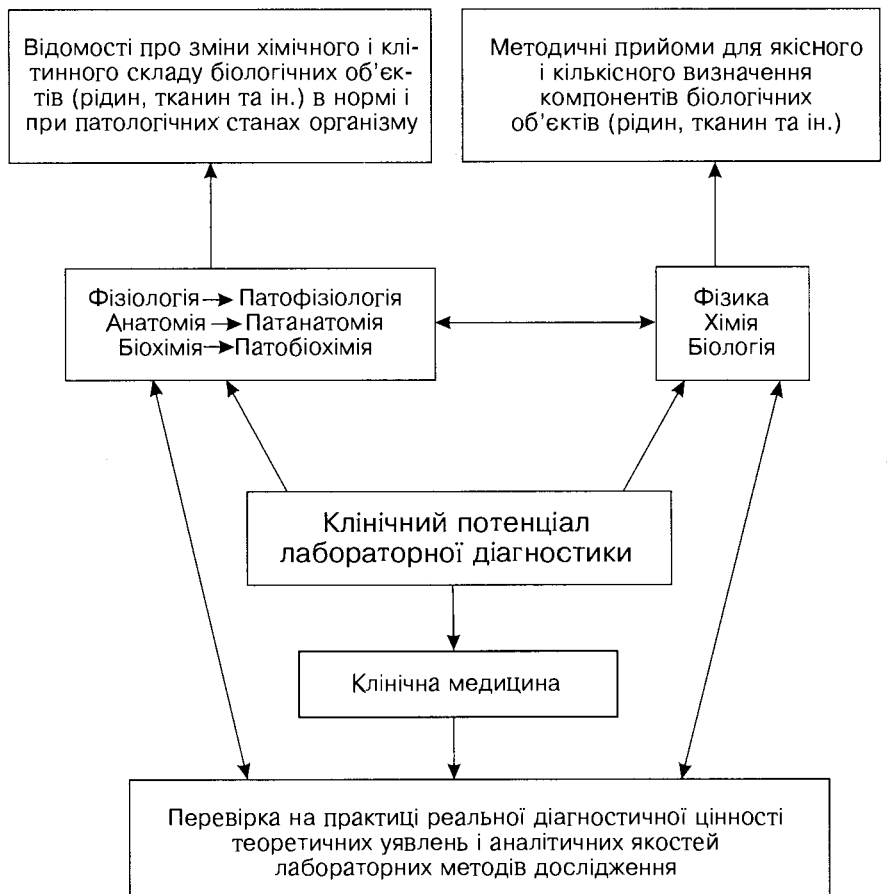 Відомості про зміни хімічного і клі-
тинного складу біологічних об'єк-
тів (рідин, тканин та ін.) в нормі і
при патологічних станах організму
Методичні прийоми для якісного
і кількісного визначення
компонентів біологічних
об'єктів (рідин, тканин та ін.)
Фізіологія → Патофізіологія
Анатомія → Патанатомія
Біохімія → Патобіохімія
Фізика
Хімія
Біологія
Клінічний потенціал
лабораторної діагностики
Клінічна медицина
Перевірка на практиці реальної діагностичної цінності
теоретичних уявлень і аналітичних якостей
лабораторних методів дослідження